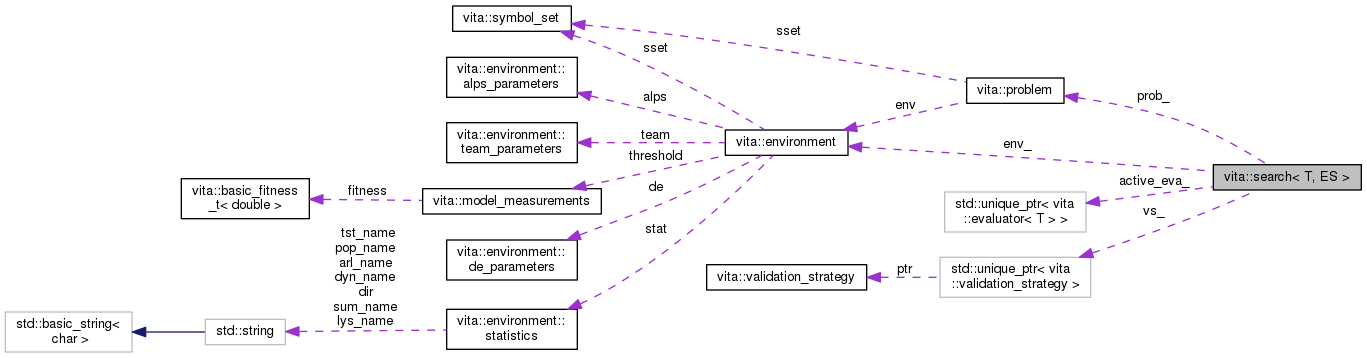 vita::symbol_set
sset
sset
vita::environment::
alps_parameters
alps
vita::problem
prob_
env
vita::environment::
team_parameters
team
vita::environment
env_
threshold
vita::basic_fitness
_t< double >
fitness
vita::model_measurements
de
vita::search< T, ES >
active_eva_
std::unique_ptr< vita
::evaluator< T > >
vs_
stat
tst_name
pop_name
arl_name
dyn_name
dir
sum_name
lys_name
vita::environment::
de_parameters
vita::validation_strategy
ptr
std::unique_ptr< vita
::validation_strategy >
std::basic_string<
char >
std::string
vita::environment::
statistics